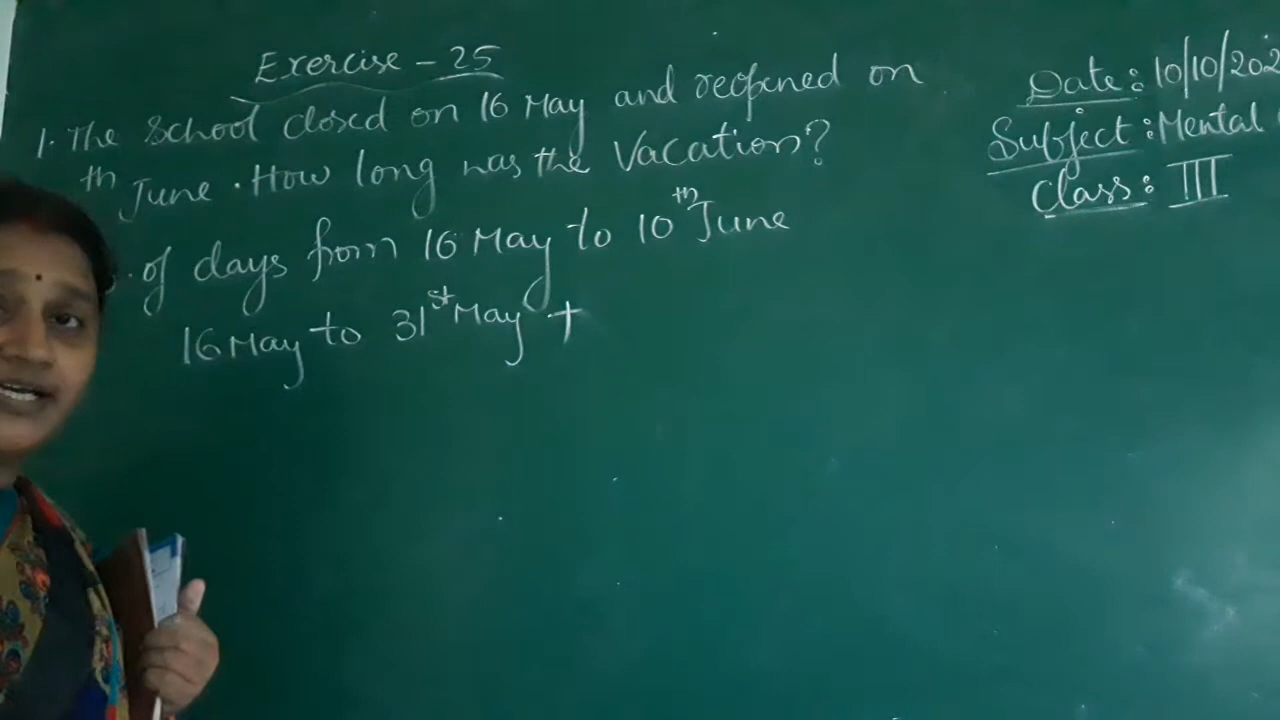 Exercise - 25
1. The School closed on 16 May and reopened on
th June. How long was the Vacation?
. of days from 16 May to 10th June
16 May to 31st May +
Date: 10/10/202
Subject: Mental
Class: III